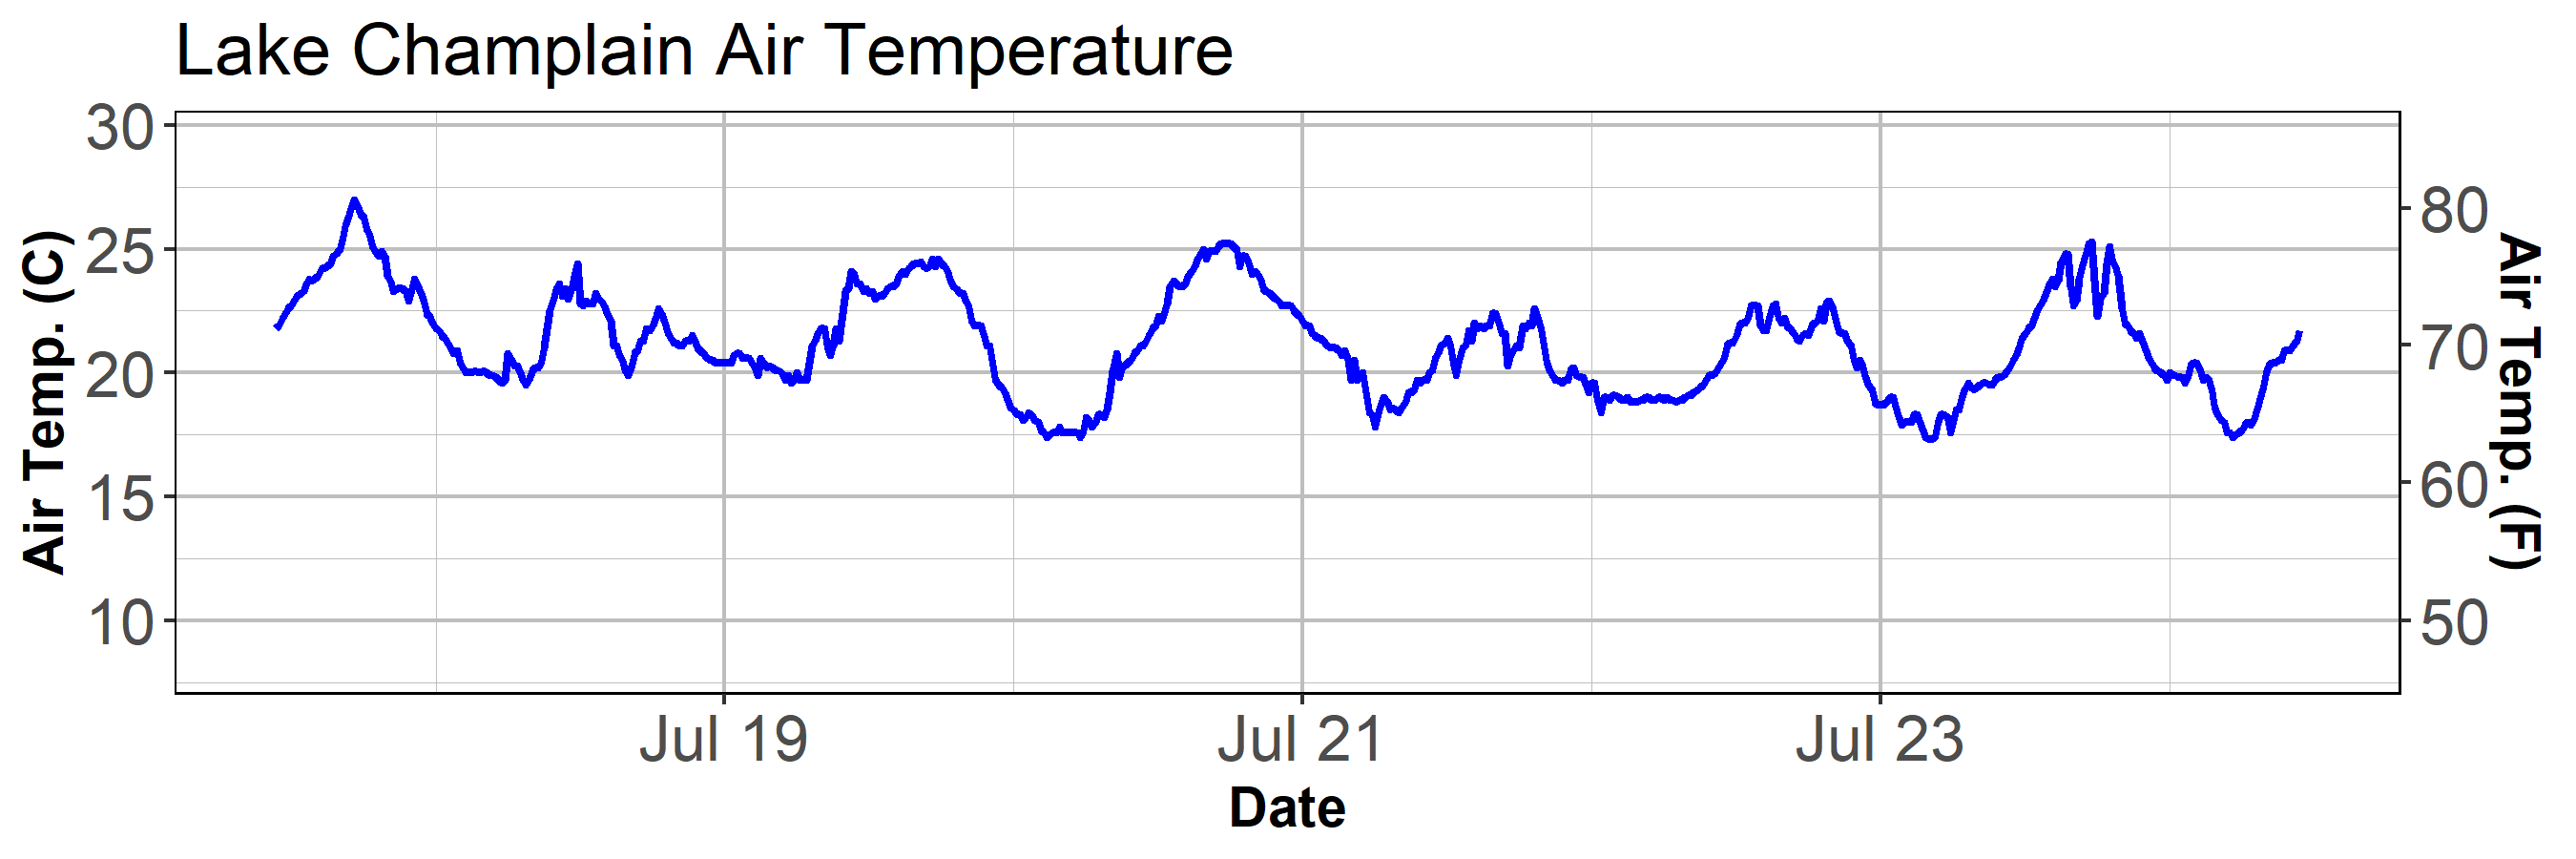 Lake Champlain Air Temperature
30
25
20
15
10
Air Temp. (C)
80
70
60
50
Air Temp. (F)
Jul 19 Jul 21 Jul 23
Date